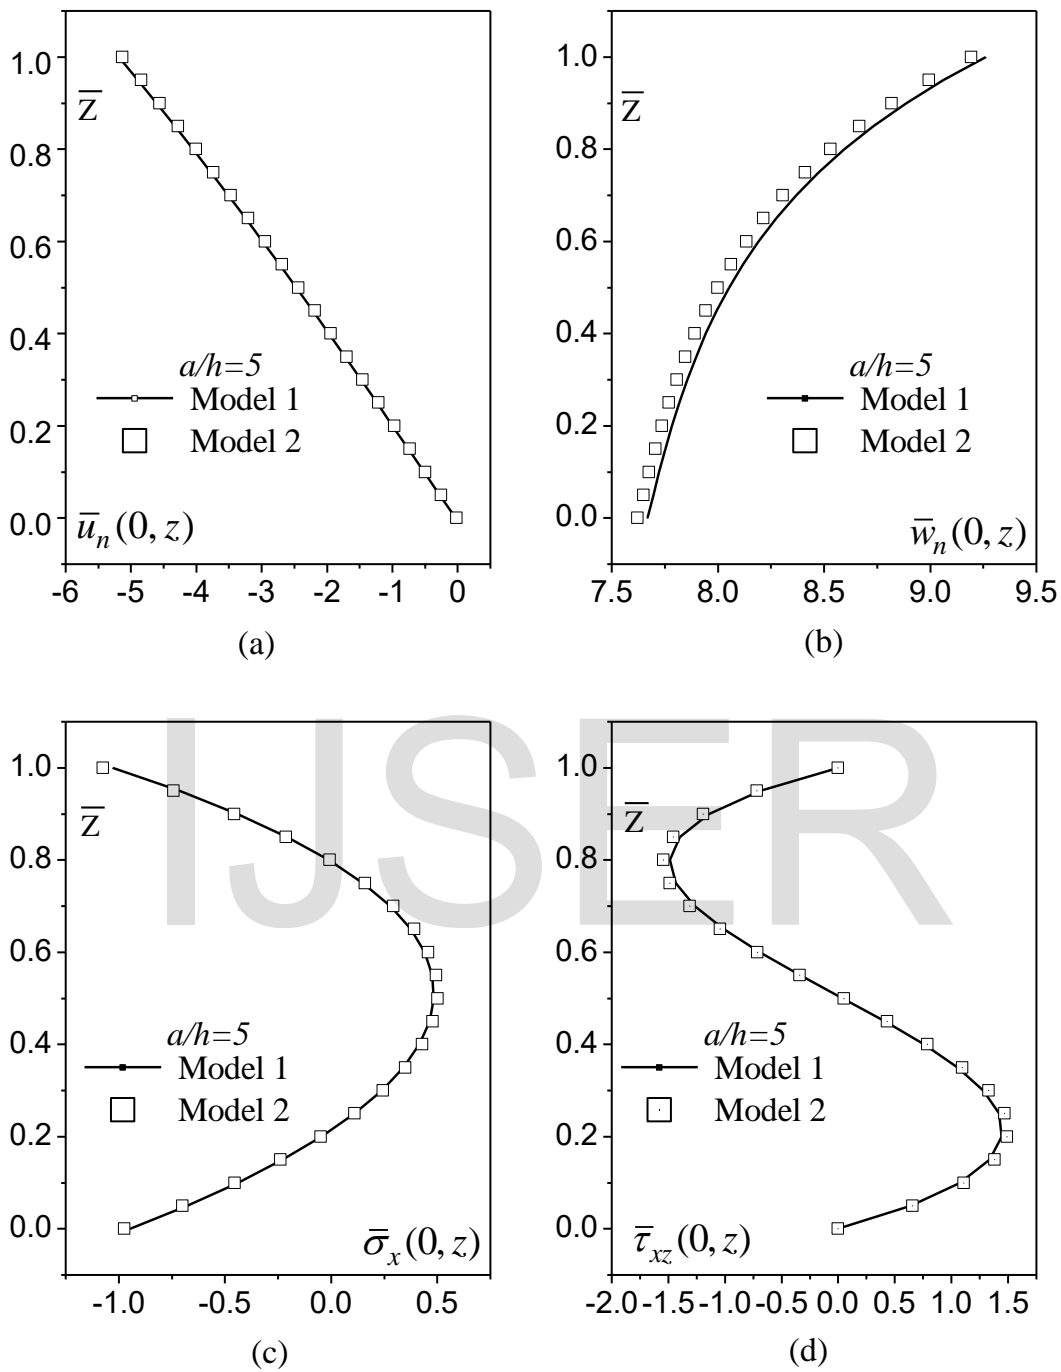 1.0
Z̅
0.8
0.6
0.4
a/h=5
Model 1
0.2
Model 2
0.0
u̅ₙ(0, z)
-6 -5 -4 -3 -2 -1 0
(a)
1.0
Z̅
0.8
0.6
0.4
a/h=5
Model 1
0.2
Model 2
0.0
w̅ₙ(0, z)
7.5 8.0 8.5 9.0 9.5
(b)
IJSER
1.0
Z̅
0.8
0.6
0.4
a/h=5
Model 1
Model 2
0.2
0.0
σ̅ₓ(0, z)
-1.0 -0.5 0.0 0.5
(c)
1.0
Z̅
0.8
0.6
0.4
a/h=5
Model 1
Model 2
0.2
0.0
τ̅xz(0, z)
-2.0 -1.5 -1.0 -0.5 0.0 0.5 1.0 1.5
(d)